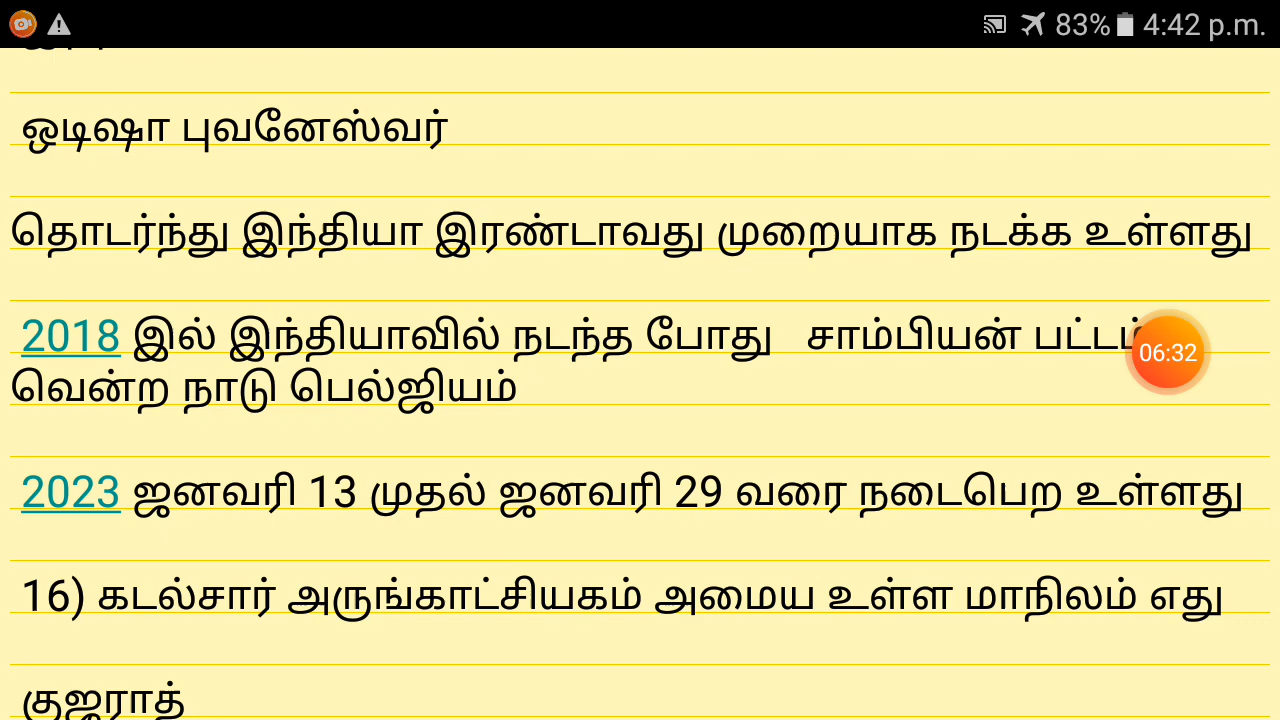 83% 4:42 p.m.
ஒடிஷா புவனேஸ்வர்
தொடர்ந்து இந்தியா இரண்டாவது முறையாக நடக்க உள்ளது
2018 இல் இந்தியாவில் நடந்த போது சாம்பியன் பட்டம்
06:32
வென்ற நாடு பெல்ஜியம்
2023 ஜனவரி 13 முதல் ஜனவரி 29 வரை நடைபெற உள்ளது
16) கடல்சார் அருங்காட்சியகம் அமைய உள்ள மாநிலம் எது
குஜராத்